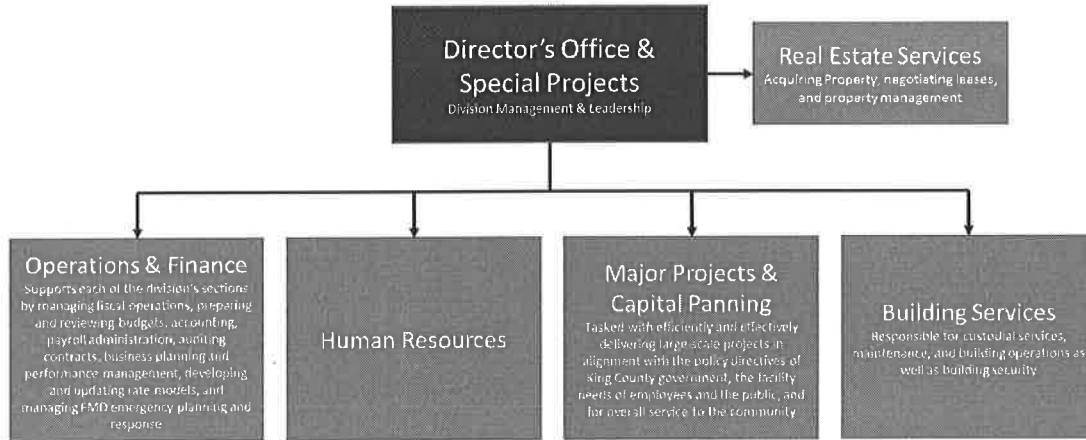 Director's Office &
Special Projects
Division Management & Leadership
Real Estate Services
Acquiring Property, negotiating leases,
and property management
Operations & Finance
Supports each of the division's sections
by managing fiscal operations, preparing
and reviewing budgets, accounting,
payroll administration, auditing
contracts, business planning and
performance management, developing
and updating rate models, and
managing FMD emergency planning and
response
Human Resources
Major Projects &
Capital Panning
Tasked with efficiently and effectively
delivering large scale projects in
alignment with the policy directives of
King County government, the facility
needs of employees and the public, and
for overall service to the community
Building Services
Responsible for custodial services,
maintenance, and building operations as
well as building security